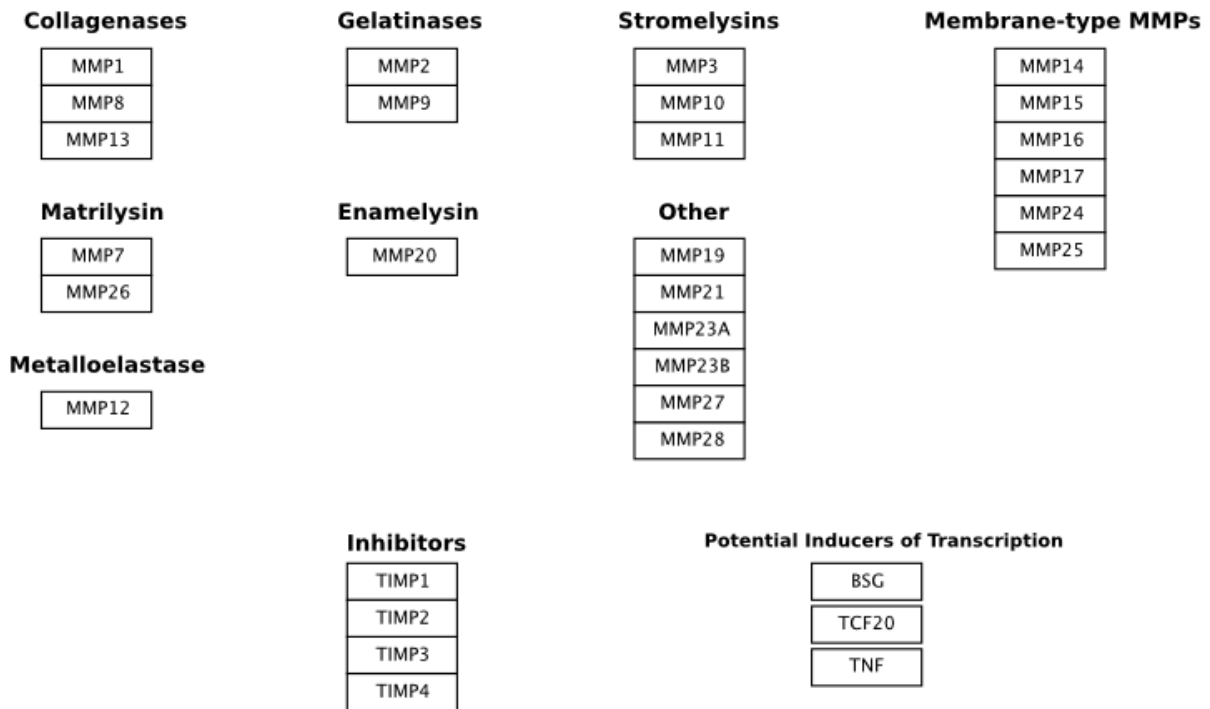 Collagenases
MMP1
MMP8
MMP13
Gelatinases
MMP2
MMP9
Stromelysins
MMP3
MMP10
MMP11
Membrane-type MMPs
MMP14
MMP15
MMP16
MMP17
MMP24
MMP25
Matrilysin
MMP7
MMP26
Enamelysin
MMP20
Other
MMP19
MMP21
MMP23A
MMP23B
MMP27
MMP28
Metalloelastase
MMP12
Inhibitors
TIMP1
TIMP2
TIMP3
TIMP4
Potential Inducers of Transcription
BSG
TCF20
TNF